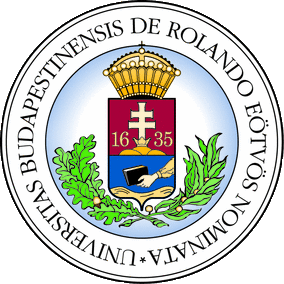 UNIVERSITAS BUDAPESTINENSIS DE ROLANDO EÖTVÖS NOMINATA *
16 35